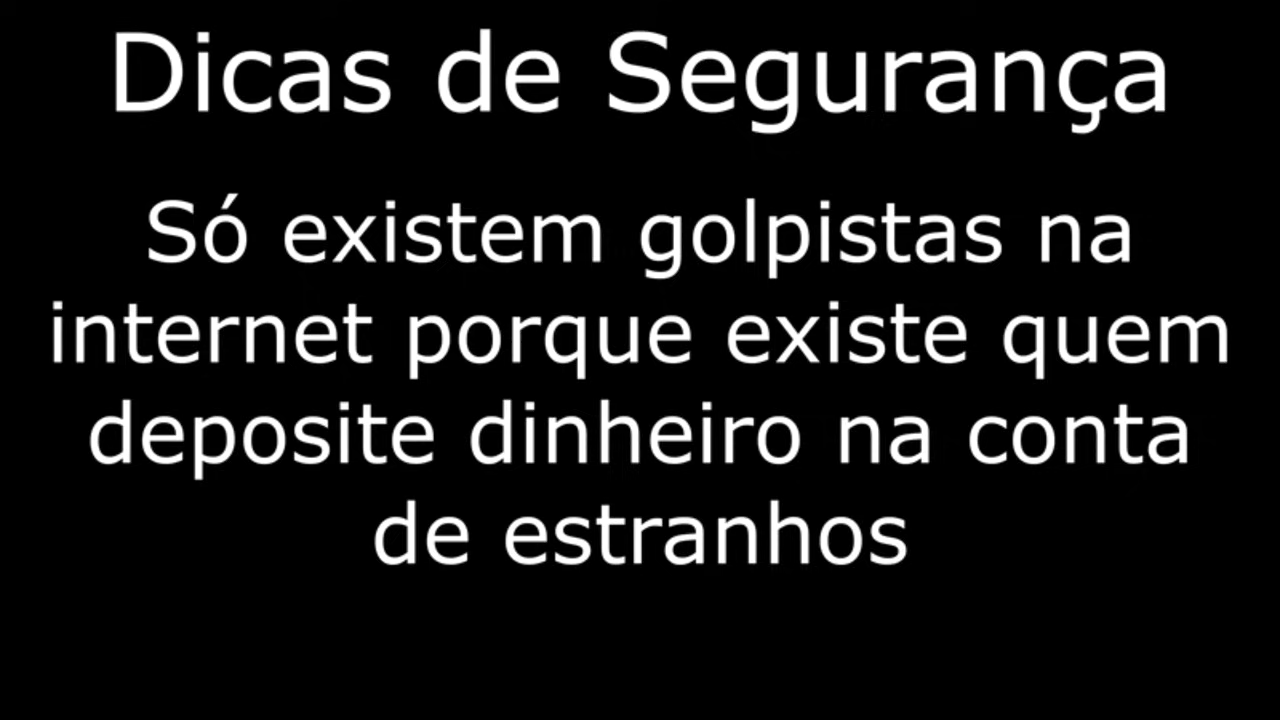 Dicas de Segurança
Só existem golpistas na
internet porque existe quem
deposite dinheiro na conta
de estranhos